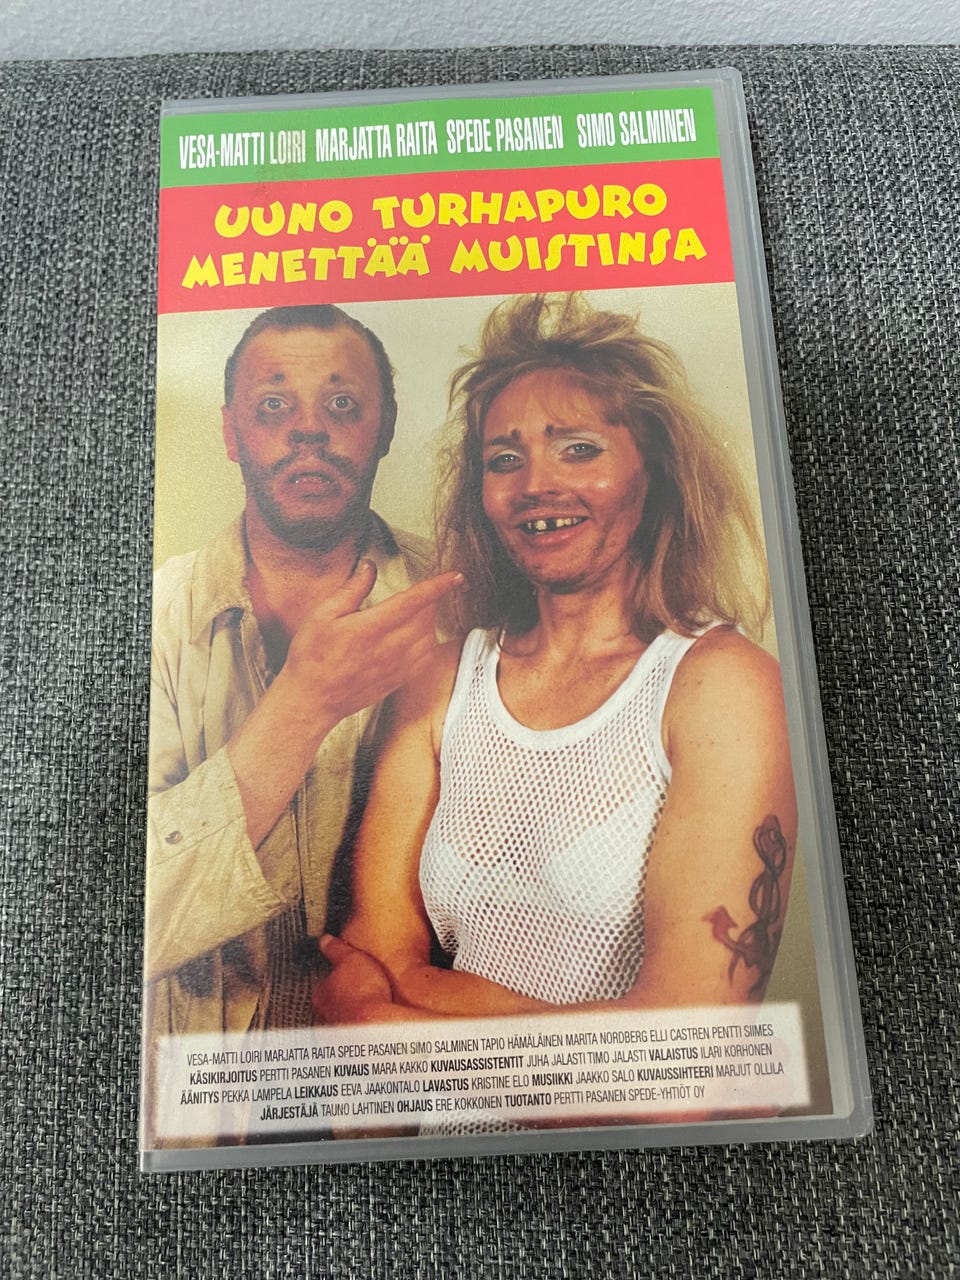 VESA-MATTI LOIRI MARJATTA RAITA SPEDE PASANEN SIMO SALMINEN
UUNO TURHAPURO
MENETTÄÄ MUISTINSA
VESA-MATTI LOIRI MARJATTA RAITA SPEDE PASANEN SIMO SALMINEN TAPIO HÄMÄLÄINEN MARITA NORDBERG ELLI CASTREN PENTTI SIIMES
KÄSIKIRJOITUS PERTTI PASANEN KUVAUS MARA KAKKO KUVAUSASSISTENTIT JUHA JALASTI TIMO JALASTI VALAISTUS ILARI KORHONEN
ÄÄNITYS PEKKA LAMPELA LEIKKAUS EEVA JAAKONTALO LAVASTUS KRISTINE ELO MUSIIKKI JAAKKO SALO KUVAUSSIHTEERI MARJUT OLLILA
JÄRJESTÄJÄ TAUNO LAHTINEN OHJAUS ERE KOKKONEN TUOTANTO PERTTI PASANEN SPEDE-YHTIÖT OY